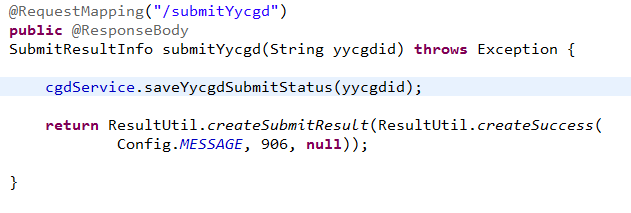 @RequestMapping("/submitYycgd")
public @ResponseBody
SubmitResultInfo submitYycgd(String yycgdid) throws Exception {
cgdService.saveYycgdSubmitStatus(yycgdid);
return ResultUtil.createSubmitResult(ResultUtil.createSuccess(
Config.MESSAGE, 906, null));
}